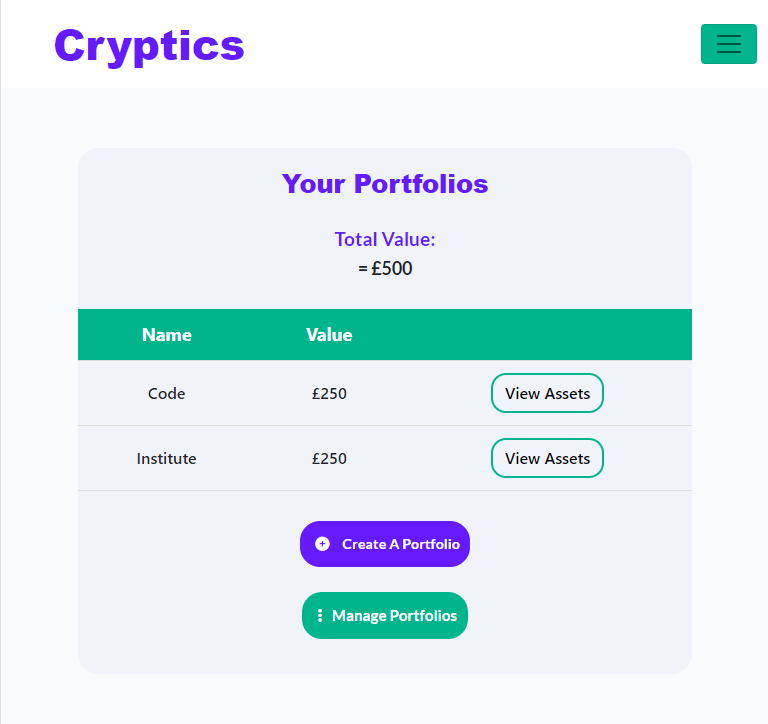 Cryptics
Your Portfolios
Total Value:
= £500
Name Value
Code £250 View Assets
Institute £250 View Assets
Create A Portfolio
Manage Portfolios